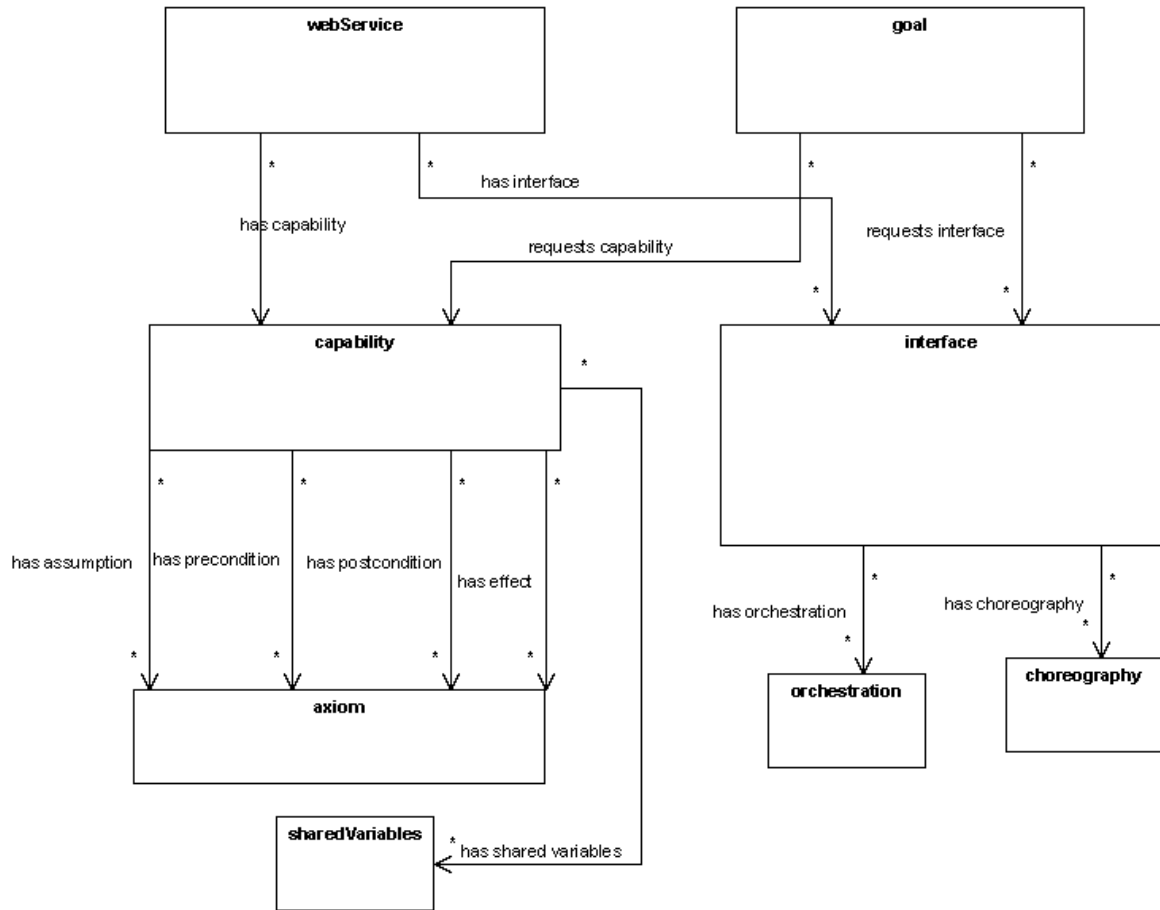 webService
goal
*
*
*
*
has interface
has capability
requests capability
requests interface
*
*
capability
interface
*
*
*
*
*
has assumption
has precondition
has postcondition
has effect
*
*
has orchestration
has choreography
*
*
*
*
*
*
axiom
orchestration
choreography
sharedVariables
*
has shared variables